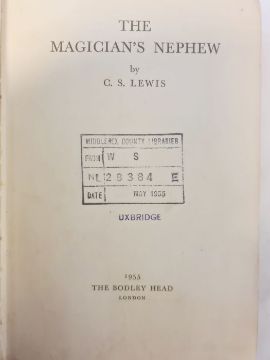 THE
MAGICIAN'S NEPHEW
by
C. S. LEWIS
MIDDLESEX COUNTY LIBRARIES
FROM W S
28384 E
DATE MAY 1955
UXBRIDGE
1955
THE BODLEY HEAD
LONDON